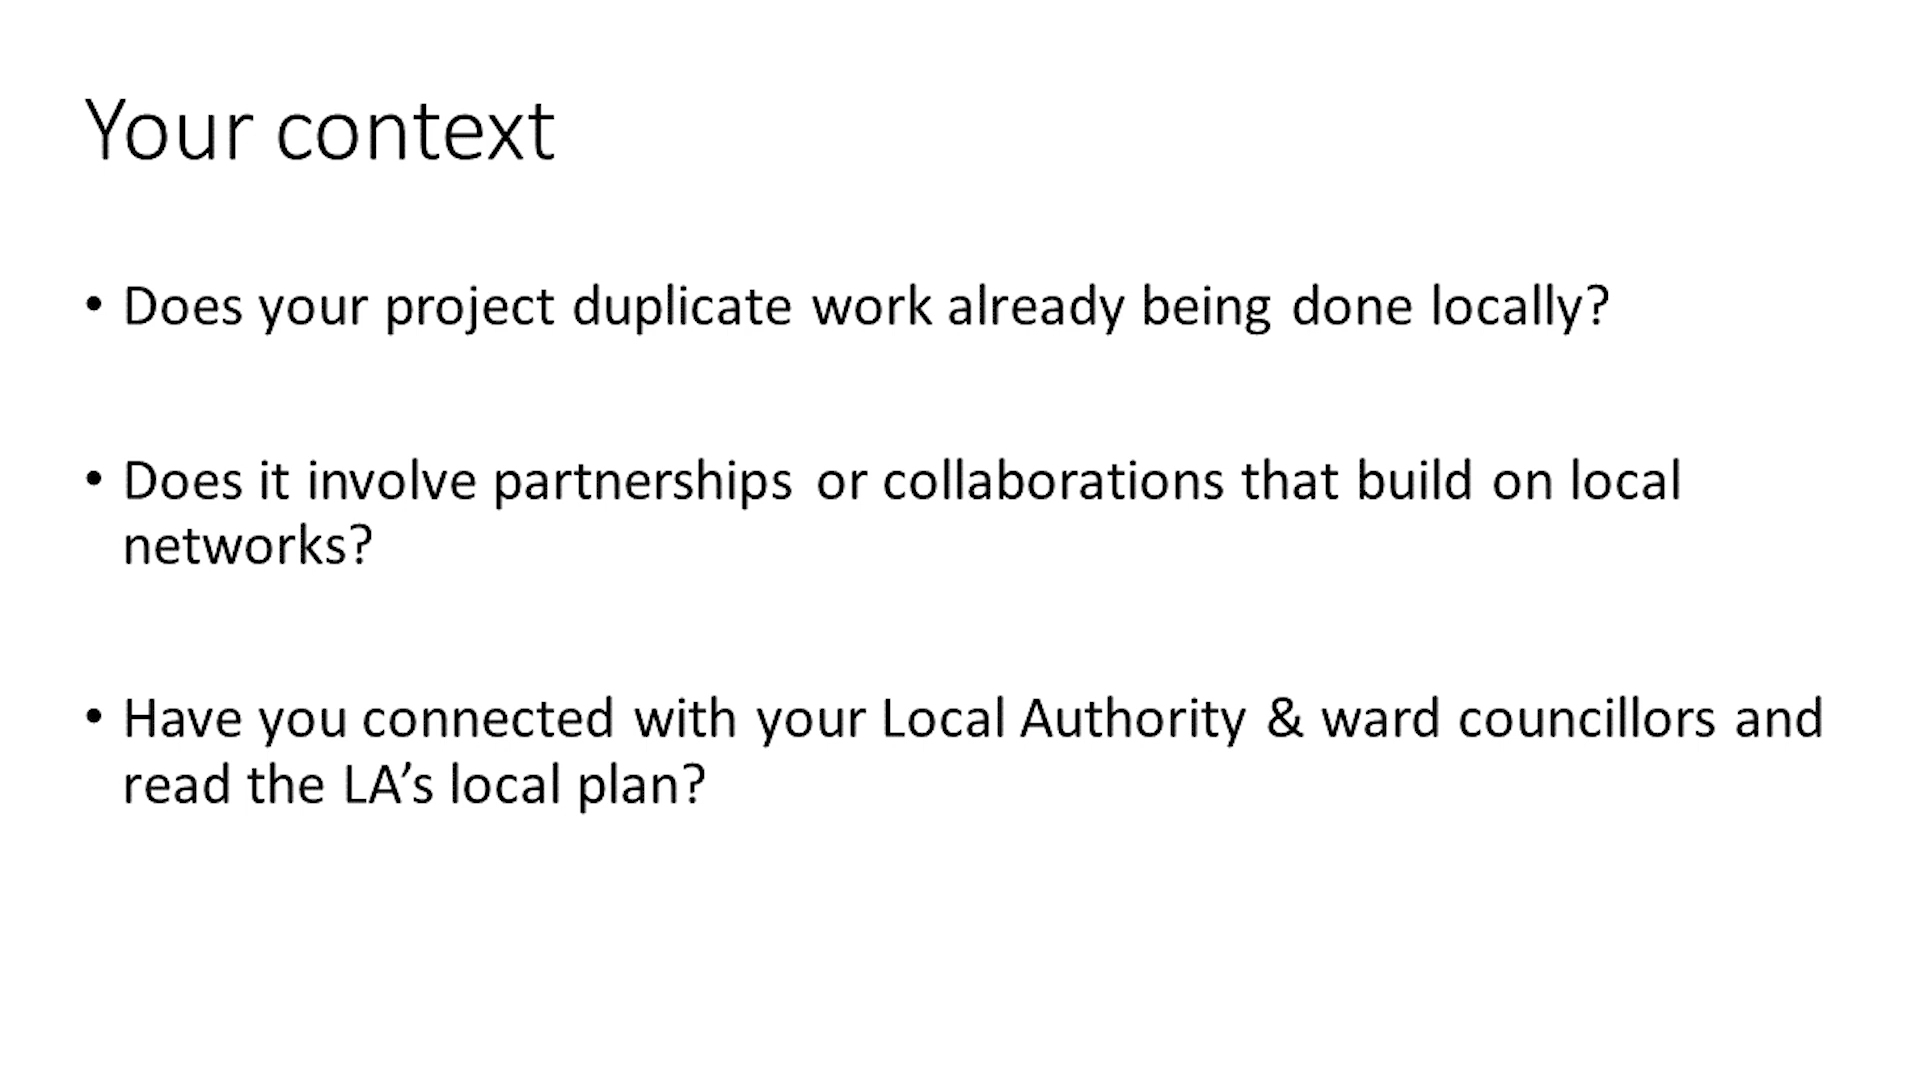 Your context
• Does your project duplicate work already being done locally?
• Does it involve partnerships or collaborations that build on local
networks?
• Have you connected with your Local Authority & ward councillors and
read the LA’s local plan?